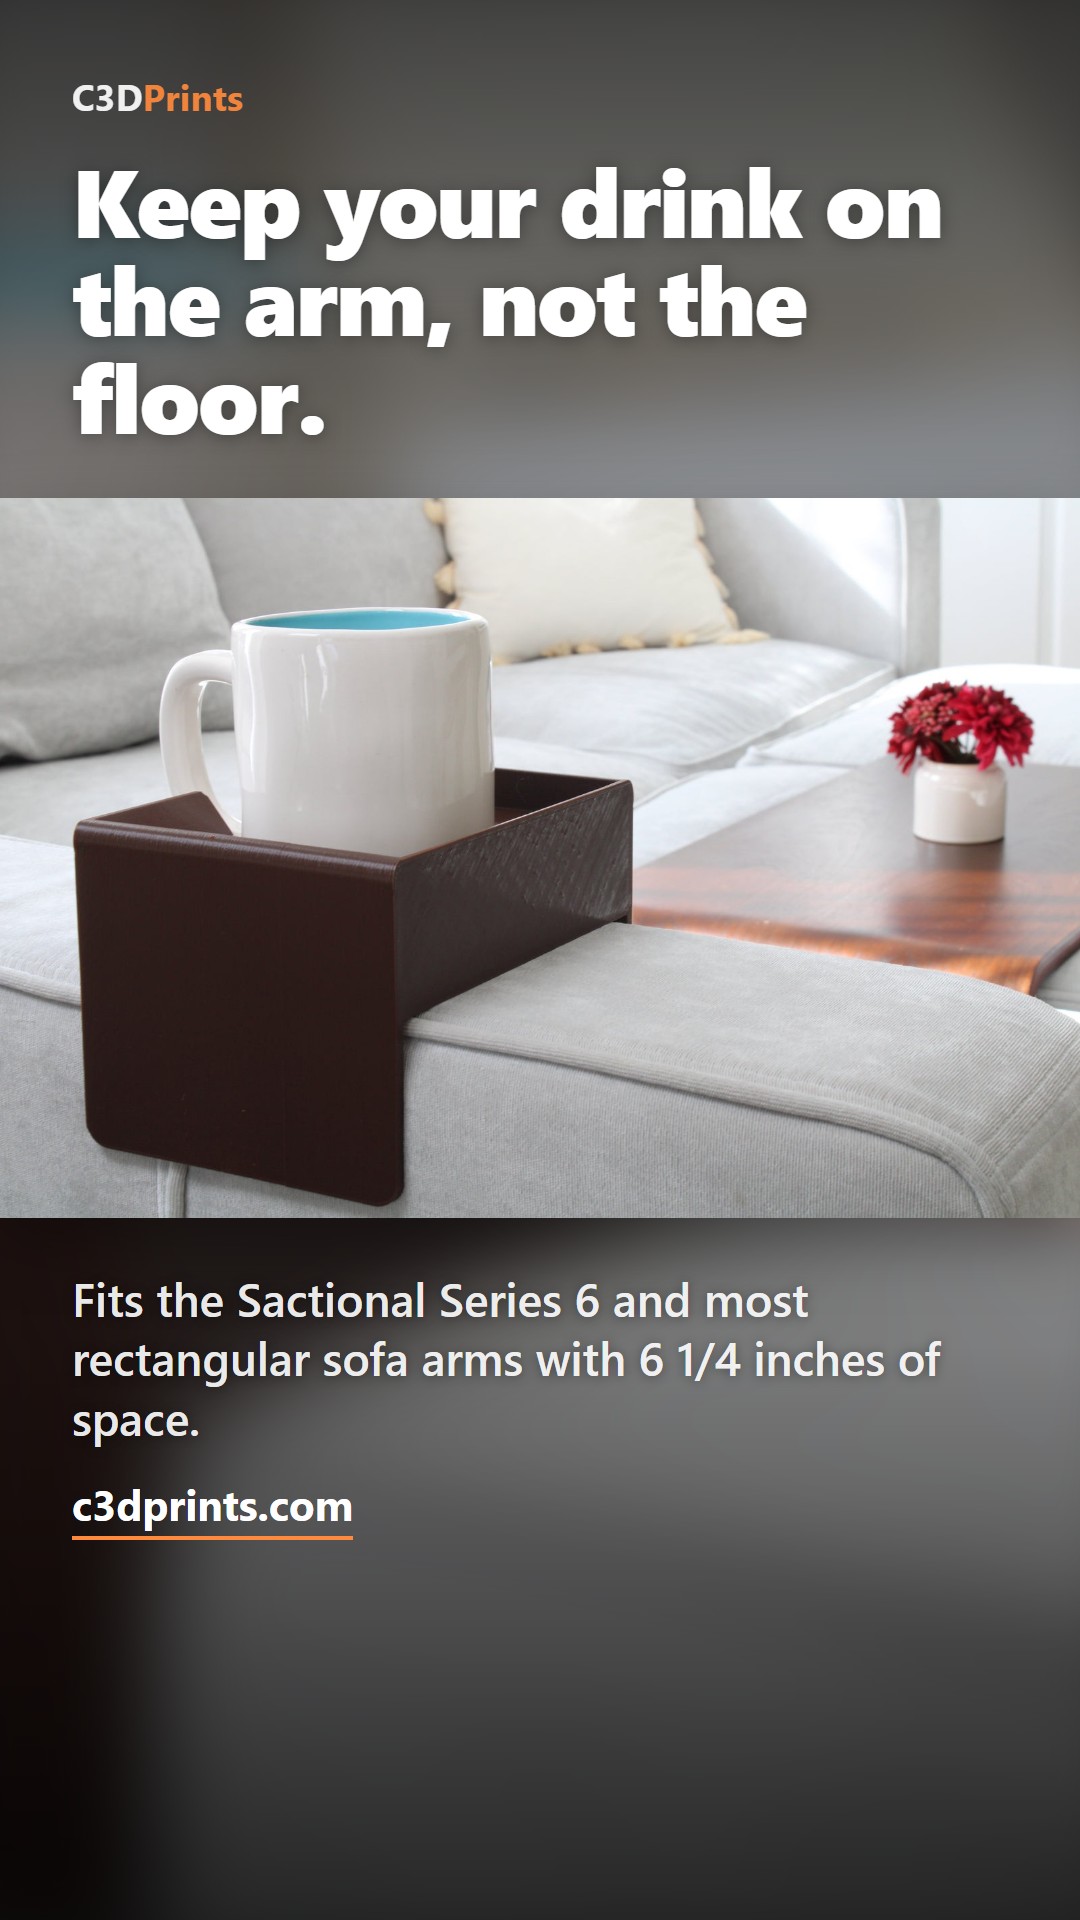 C3DPrints
Keep your drink on
the arm, not the
floor.
Fits the Sactional Series 6 and most
rectangular sofa arms with 6 1/4 inches of
space.
c3dprints.com